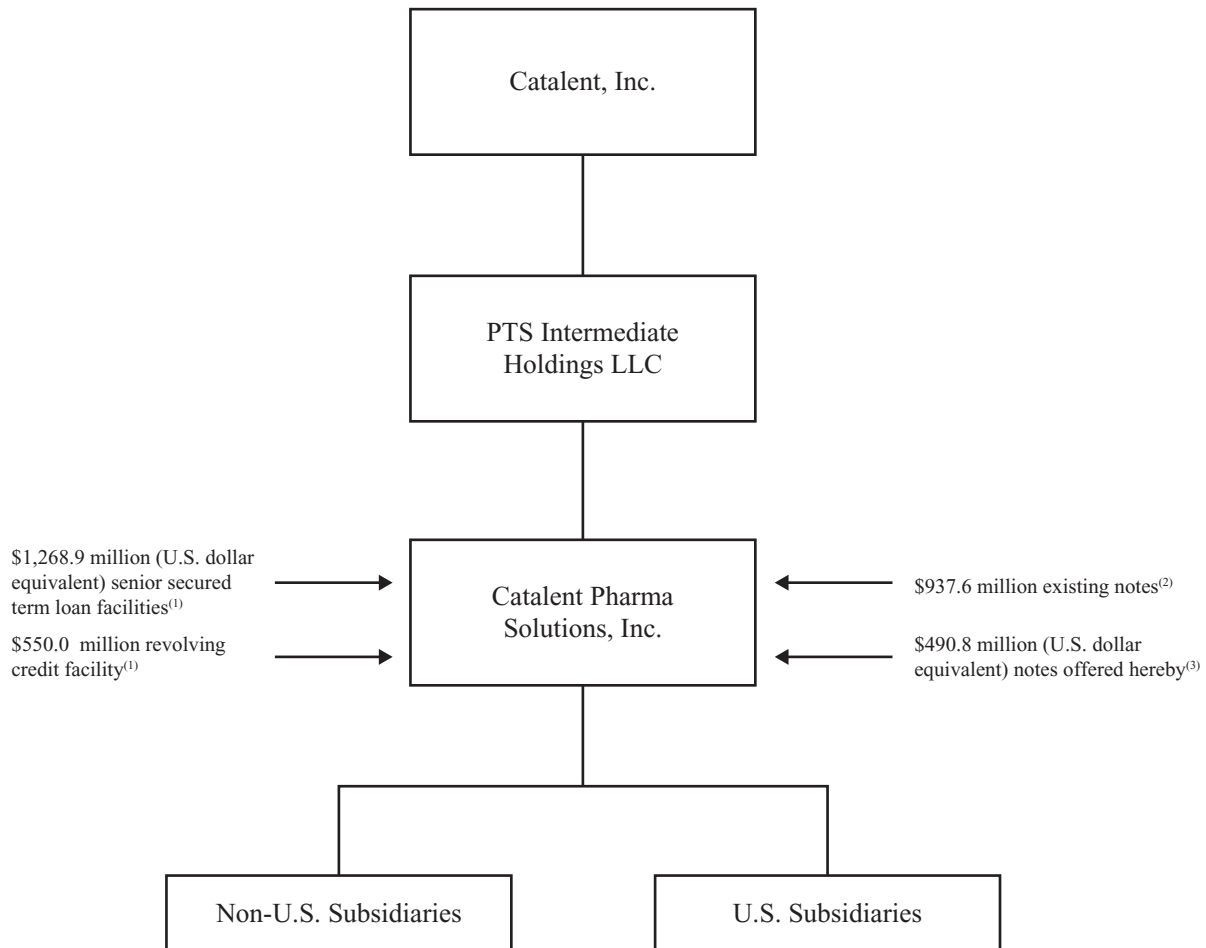 Catalent, Inc.
PTS Intermediate
Holdings LLC
$1,268.9 million (U.S. dollar
equivalent) senior secured
term loan facilities(1)
$550.0 million revolving
credit facility(1)
Catalent Pharma
Solutions, Inc.
$937.6 million existing notes(2)
$490.8 million (U.S. dollar
equivalent) notes offered hereby(3)
Non-U.S. Subsidiaries
U.S. Subsidiaries